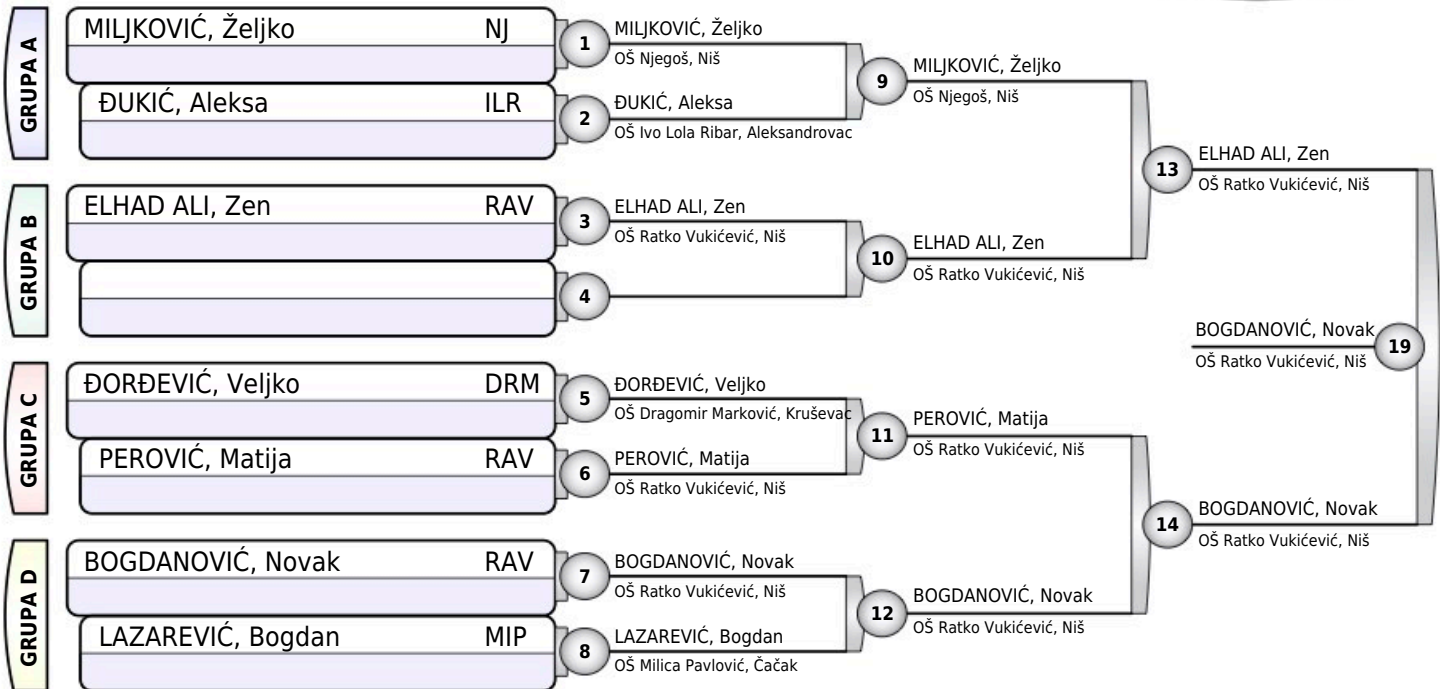 GRUPA A
MILJKOVIĆ, Željko NJ
ĐUKIĆ, Aleksa ILR
GRUPA B
ELHAD ALI, Zen RAV
GRUPA C
ĐORĐEVIĆ, Veljko DRM
PEROVIĆ, Matija RAV
GRUPA D
BOGDANOVIĆ, Novak RAV
LAZAREVIĆ, Bogdan MIP
1
MILJKOVIĆ, Željko
OŠ Njegoš, Niš
2
ĐUKIĆ, Aleksa
OŠ Ivo Lola Ribar, Aleksandrovac
3
ELHAD ALI, Zen
OŠ Ratko Vukićević, Niš
4
5
ĐORĐEVIĆ, Veljko
OŠ Dragomir Marković, Kruševac
6
PEROVIĆ, Matija
OŠ Ratko Vukićević, Niš
7
BOGDANOVIĆ, Novak
OŠ Ratko Vukićević, Niš
8
LAZAREVIĆ, Bogdan
OŠ Milica Pavlović, Čačak
9
MILJKOVIĆ, Željko
OŠ Njegoš, Niš
10
ELHAD ALI, Zen
OŠ Ratko Vukićević, Niš
11
PEROVIĆ, Matija
OŠ Ratko Vukićević, Niš
12
BOGDANOVIĆ, Novak
OŠ Ratko Vukićević, Niš
13
ELHAD ALI, Zen
OŠ Ratko Vukićević, Niš
14
BOGDANOVIĆ, Novak
OŠ Ratko Vukićević, Niš
BOGDANOVIĆ, Novak
OŠ Ratko Vukićević, Niš
19